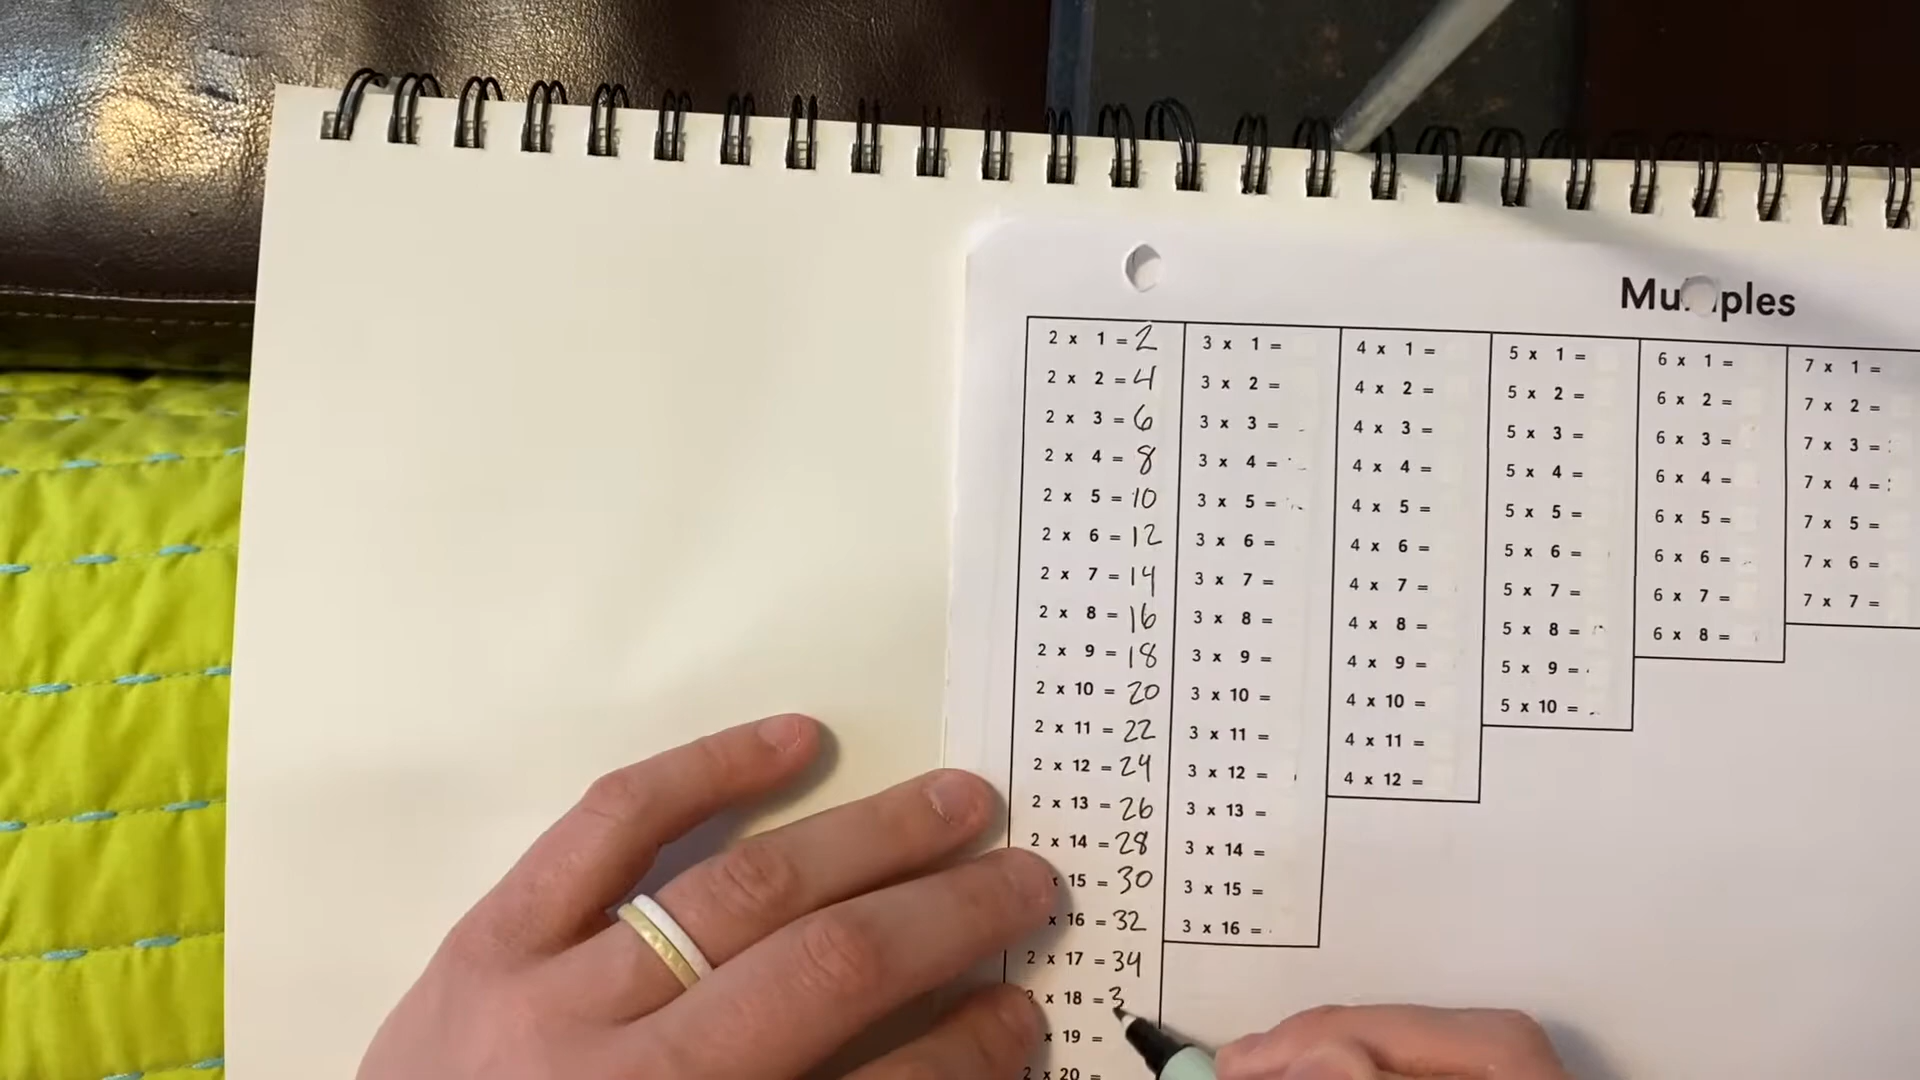 Mu ples
2 x 1 = 2
2 x 2 = 4
2 x 3 = 6
2 x 4 = 8
2 x 5 = 10
2 x 6 = 12
2 x 7 = 14
2 x 8 = 16
2 x 9 = 18
2 x 10 = 20
2 x 11 = 22
2 x 12 = 24
2 x 13 = 26
2 x 14 = 28
15 = 30
x 16 = 32
2 x 17 = 34
x 18 = 3
x 19 =
2 x 20 =
3 x 1 =
3 x 2 =
3 x 3 =
3 x 4 =
3 x 5 =
3 x 6 =
3 x 7 =
3 x 8 =
3 x 9 =
3 x 10 =
3 x 11 =
3 x 12 =
3 x 13 =
3 x 14 =
3 x 15 =
3 x 16 =
4 x 1 =
4 x 2 =
4 x 3 =
4 x 4 =
4 x 5 =
4 x 6 =
4 x 7 =
4 x 8 =
4 x 9 =
4 x 10 =
4 x 11 =
4 x 12 =
5 x 1 =
5 x 2 =
5 x 3 =
5 x 4 =
5 x 5 =
5 x 6 =
5 x 7 =
5 x 8 =
5 x 9 =
5 x 10 =
6 x 1 =
6 x 2 =
6 x 3 =
6 x 4 =
6 x 5 =
6 x 6 =
6 x 7 =
6 x 8 =
7 x 1 =
7 x 2 =
7 x 3 =
7 x 4 =
7 x 5 =
7 x 6 =
7 x 7 =